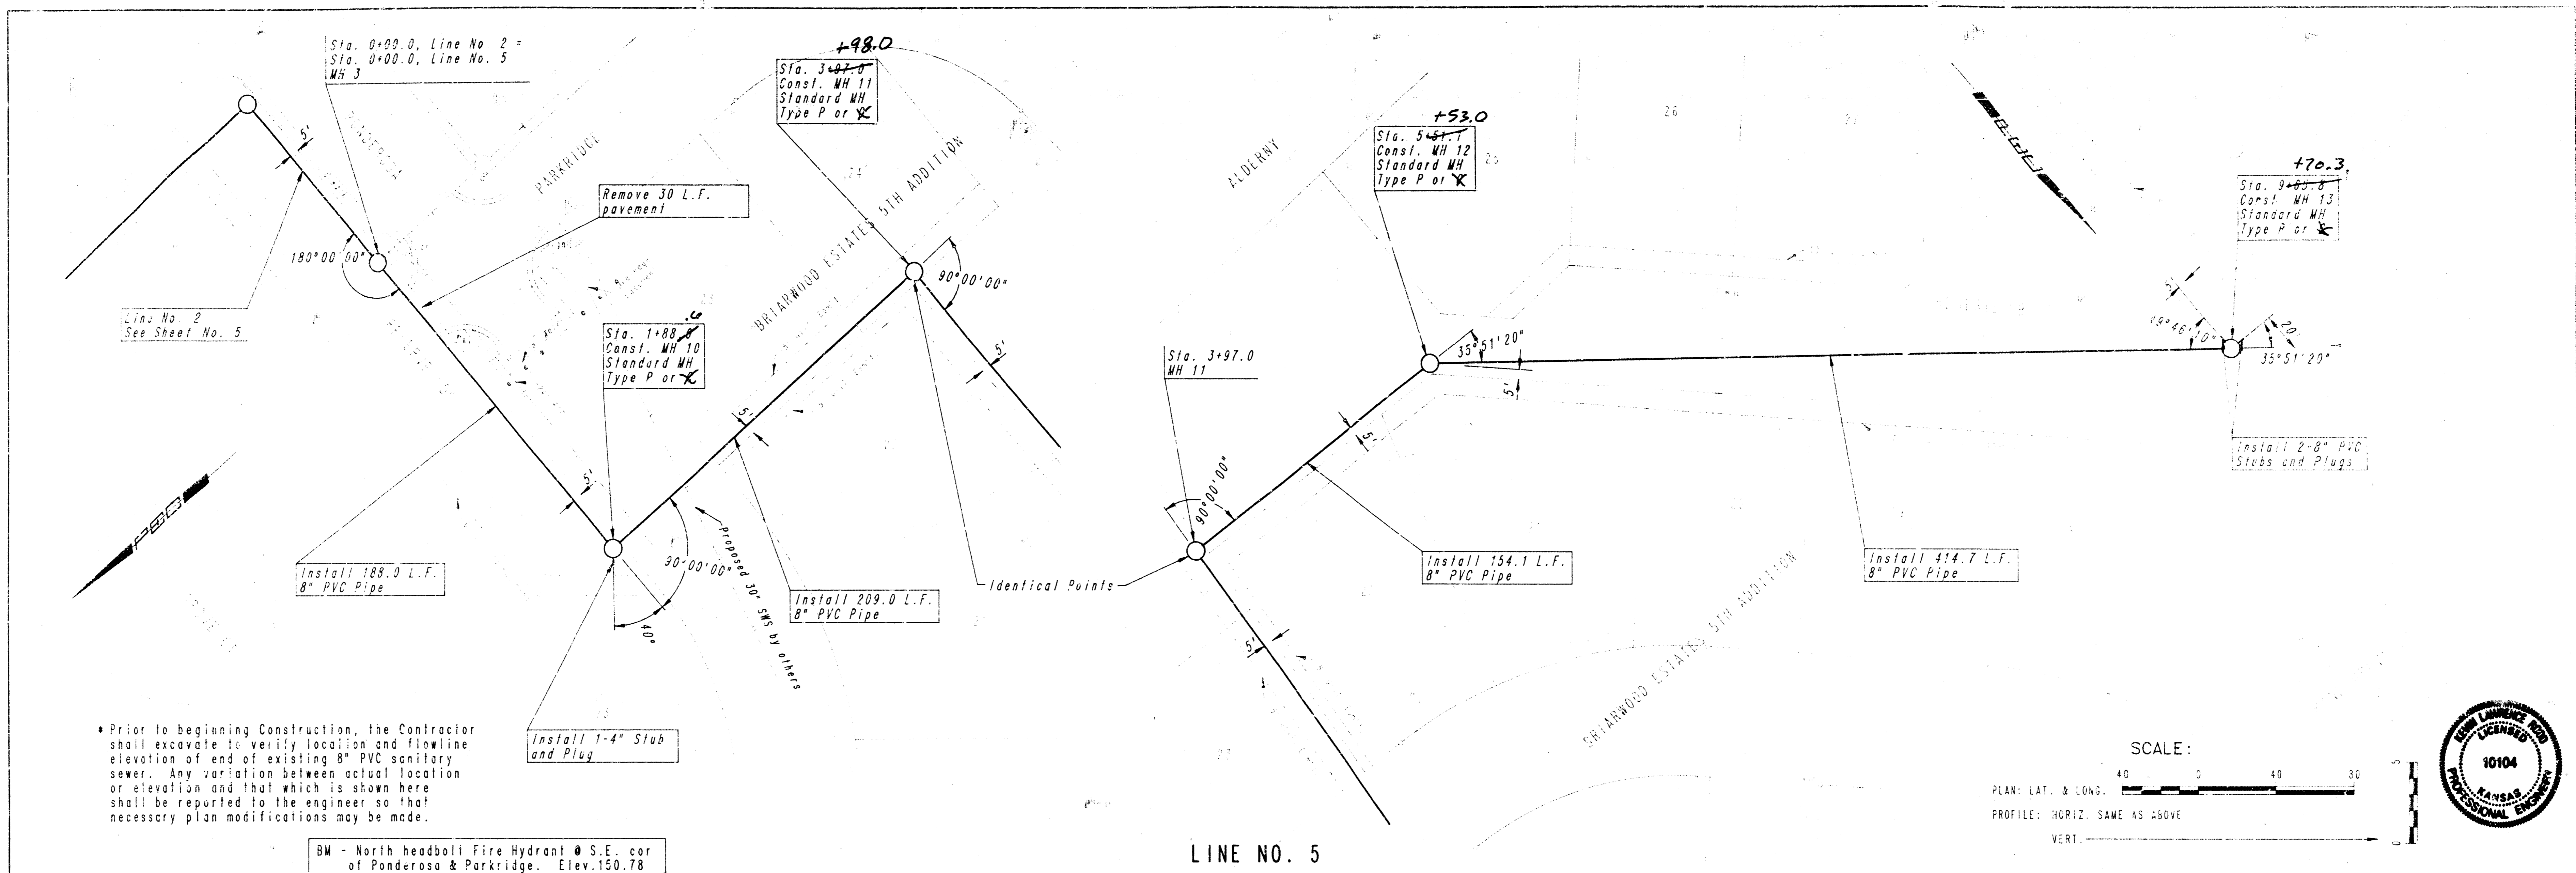 Sta. 0+00.0, Line No. 2 =
Sta. 0+00.0, Line No. 5
MH 3
+98.0
Sta. 3+97.0
Const. MH 11
Standard MH
Type P or
PONDEROSA
PARKRIDGE
Remove 30 L.F.
pavement
BRIARWOOD ESTATES 5TH ADDITION
5'
180°00'00"
90°00'00"
Line No. 2
See Sheet No. 5
.6
Sta. 1+88.0
Const. MH 10
Standard MH
Type P or
5'
5'
5'
Install 188.0 L.F.
8" PVC Pipe
90°00'00"
40°
Proposed 30" SWS by others
Install 209.0 L.F.
8" PVC Pipe
Install 1-4" Stub
and Plug
Identical Points
ALDERNY
+53.0
Sta. 5+51.1
Const. MH 12
Standard MH
Type P or
25
26
+70.3
Sta. 9+65.8
Const. MH 13
Standard MH
Type P or
Sta. 3+97.0
MH 11
35°51'20"
5'
5'
5'
20'
35°51'20"
90°00'00"
5'
Install 154.1 L.F.
8" PVC Pipe
Install 414.7 L.F.
8" PVC Pipe
Install 2-8" PVC
Stubs and Plugs
BRIARWOOD ESTATES 5TH ADDITION
27
* Prior to beginning Construction, the Contractor
shall excavate to verify location and flowline
elevation of end of existing 8" PVC sanitary
sewer. Any variation between actual location
or elevation and that which is shown here
shall be reported to the engineer so that
necessary plan modifications may be made.
BM - North headbolt Fire Hydrant @ S.E. cor
of Ponderosa & Parkridge. Elev.150.78
LINE NO. 5
SCALE:
40 0 40 80
PLAN: LAT. & LONG.
PROFILE: HORIZ. SAME AS ABOVE
VERT.
5
0
LAWRENCE
LICENSED
10104
KANSAS
PROFESSIONAL ENGINEER